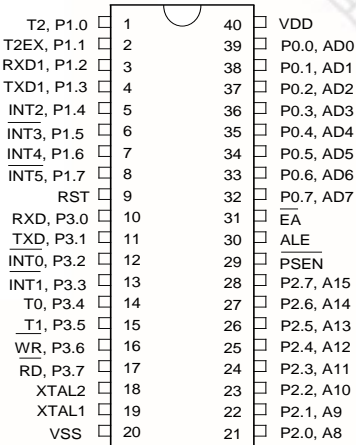 T2, P1.0 1 40 VDD
T2EX, P1.1 2 39 P0.0, AD0
RXD1, P1.2 3 38 P0.1, AD1
TXD1, P1.3 4 37 P0.2, AD2
INT2, P1.4 5 36 P0.3, AD3
INT3, P1.5 6 35 P0.4, AD4
INT4, P1.6 7 34 P0.5, AD5
INT5, P1.7 8 33 P0.6, AD6
RST 9 32 P0.7, AD7
RXD, P3.0 10 31 EA
TXD, P3.1 11 30 ALE
INT0, P3.2 12 29 PSEN
INT1, P3.3 13 28 P2.7, A15
T0, P3.4 14 27 P2.6, A14
T1, P3.5 15 26 P2.5, A13
WR, P3.6 16 25 P2.4, A12
RD, P3.7 17 24 P2.3, A11
XTAL2 18 23 P2.2, A10
XTAL1 19 22 P2.1, A9
VSS 20 21 P2.0, A8